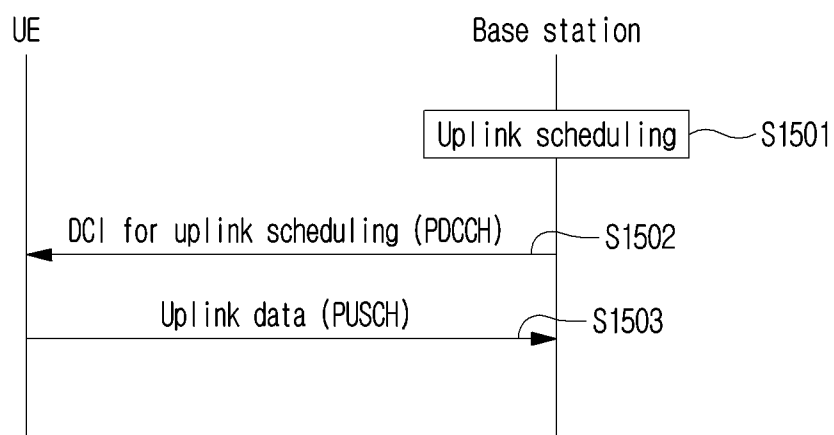 UE
Base station
Uplink scheduling
S1501
DCI for uplink scheduling (PDCCH)
S1502
Uplink data (PUSCH)
S1503